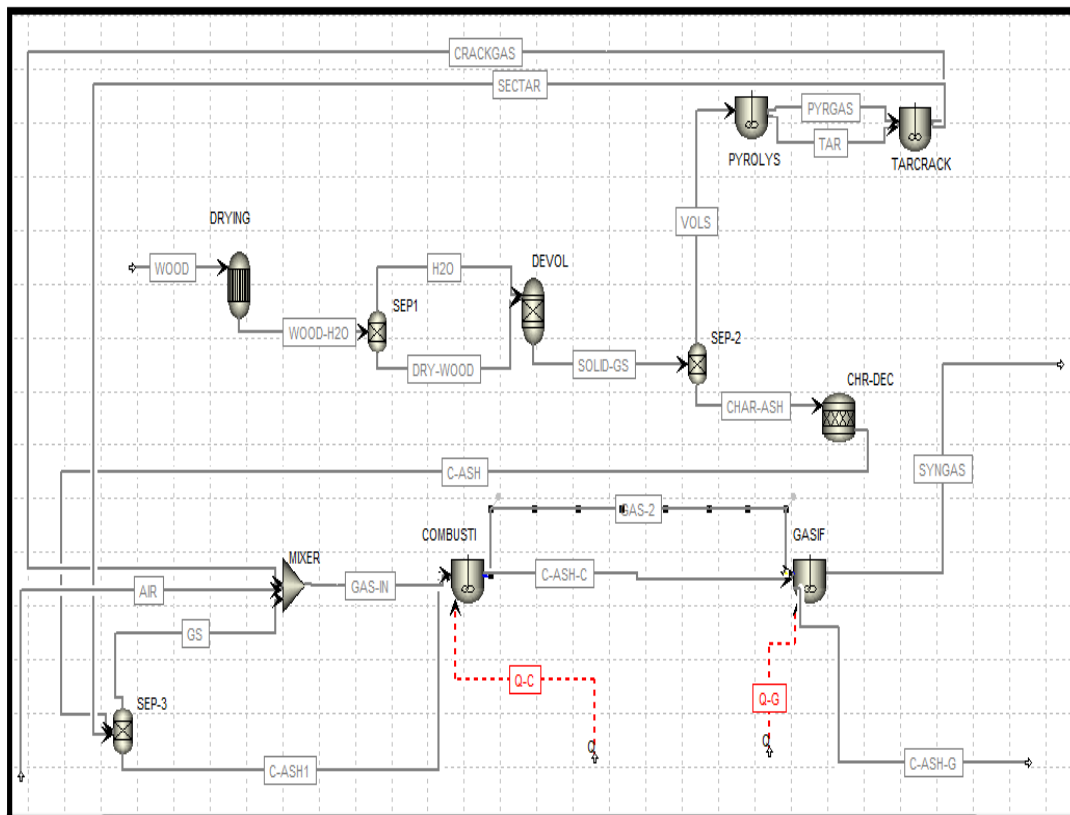 CRACKGAS
SECTAR
PYRGAS
TAR
PYROLYS
TARCRACK
DRYING
VOLS
WOOD
H2O
DEVOL
SEP1
WOOD-H2O
SEP-2
DRY-WOOD
SOLID-GS
CHR-DEC
CHAR-ASH
C-ASH
SYNGAS
GAS-2
COMBUSTI
GASIF
MIXER
C-ASH-C
AIR
GAS-IN
GS
Q-C
Q-G
SEP-3
Q
Q
C-ASH1
C-ASH-G